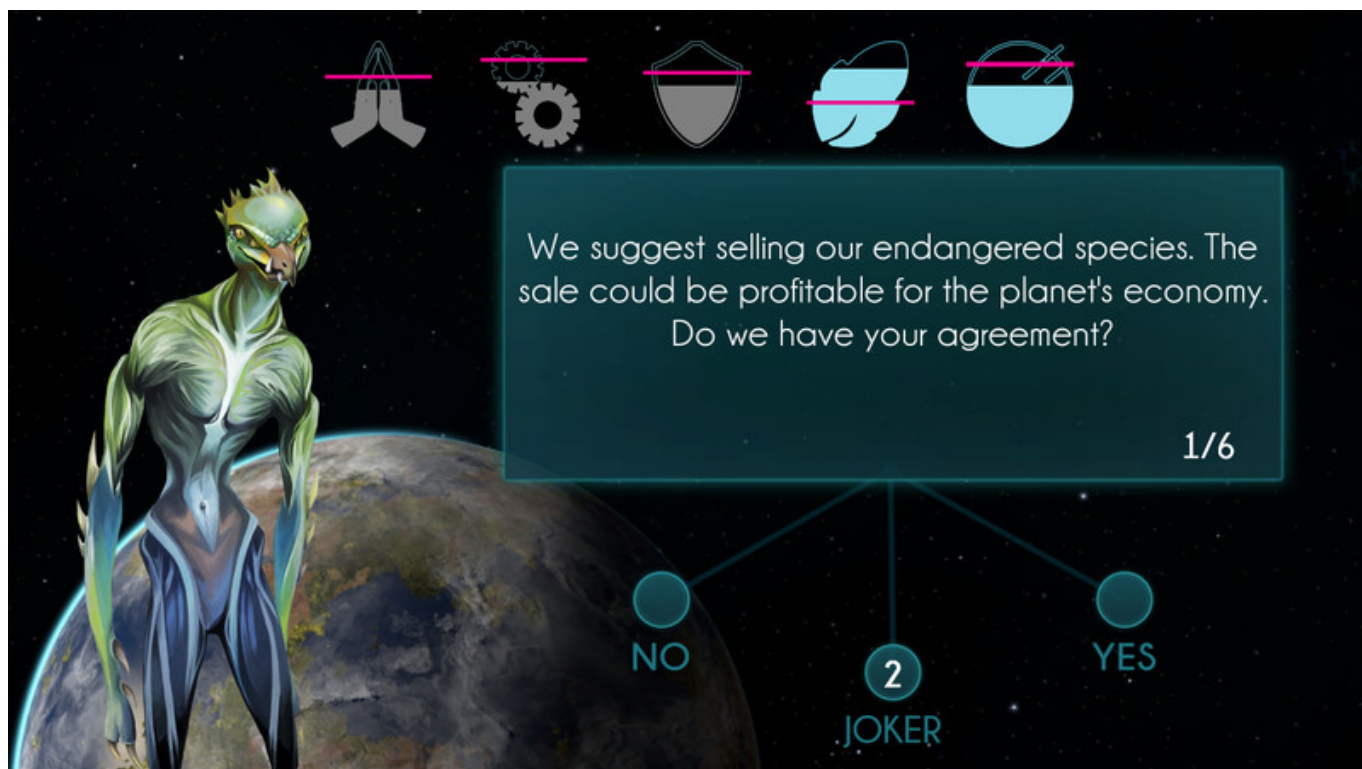 We suggest selling our endangered species. The
sale could be profitable for the planet's economy.
Do we have your agreement?
1/6
NO
2
JOKER
YES